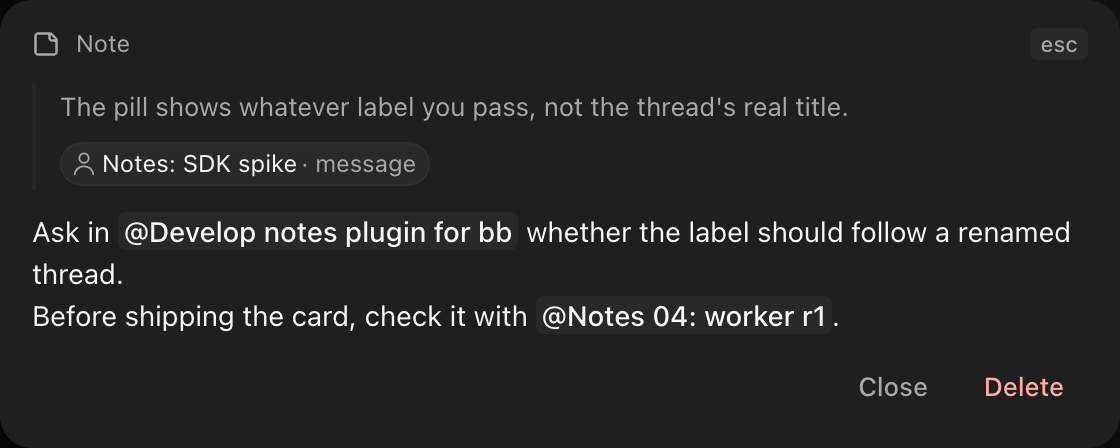 Note
esc
The pill shows whatever label you pass, not the thread's real title.
Notes: SDK spike · message
Ask in @Develop notes plugin for bb whether the label should follow a renamed
thread.
Before shipping the card, check it with @Notes 04: worker r1.
Close
Delete